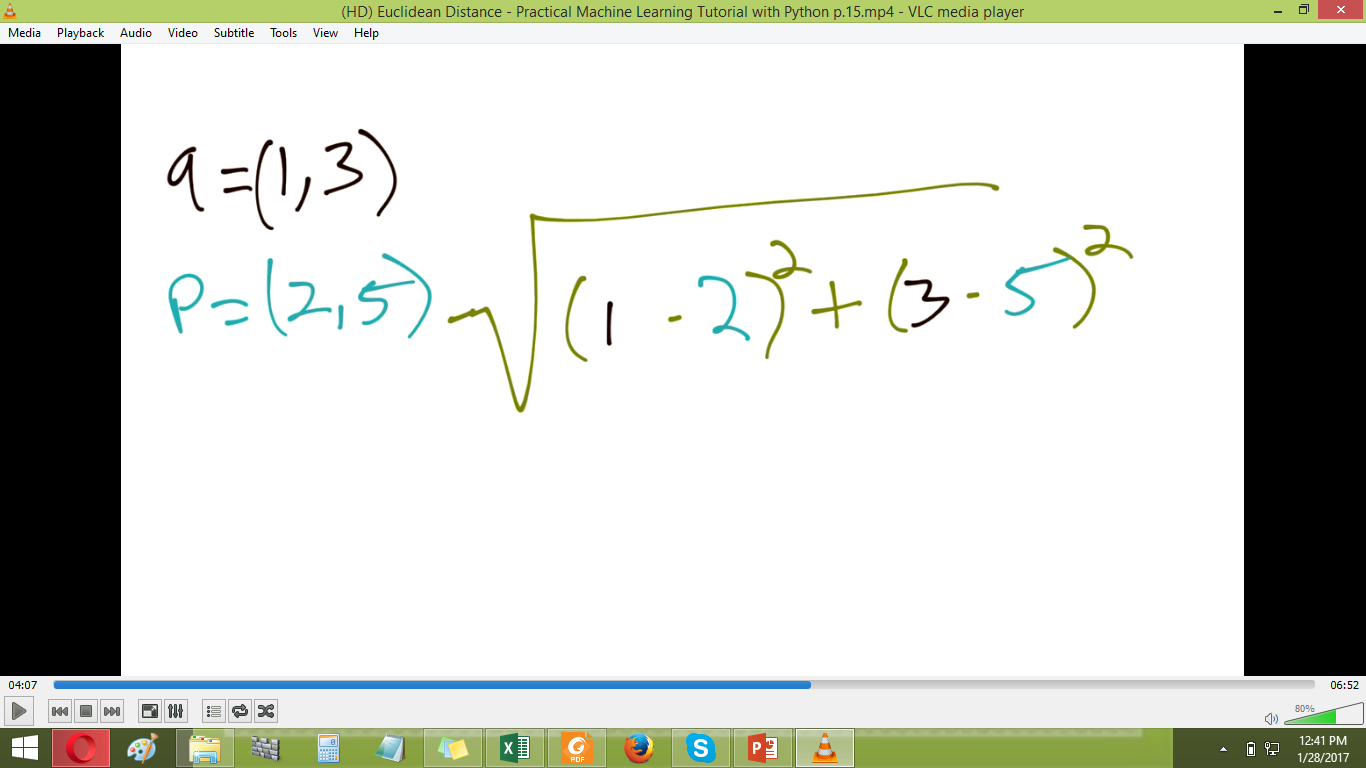 (HD) Euclidean Distance - Practical Machine Learning Tutorial with Python p.15.mp4 - VLC media player
Media Playback Audio Video Subtitle Tools View Help
q=(1,3)
p=(2,5) √(1-2)²+(3-5)²
04:07 06:52
80%
PDF
12:41 PM
1/28/2017